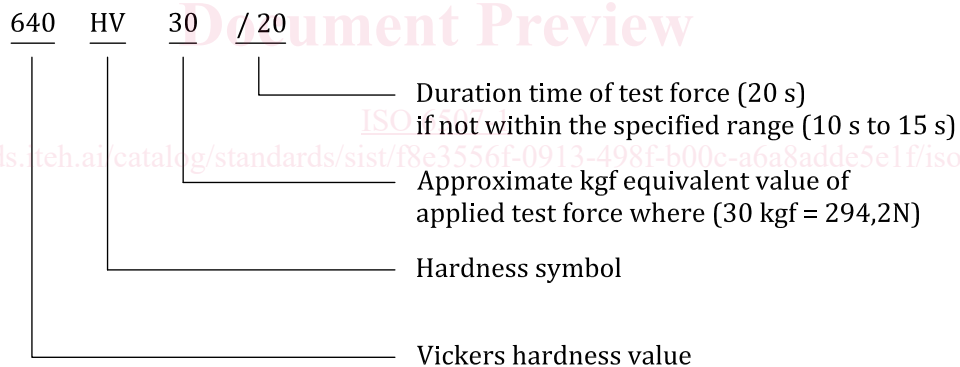 640 HV 30 / 20
Document Preview
Duration time of test force (20 s)
if not within the specified range (10 s to 15 s)
ds.iteh.ai/catalog/standards/sist/f8e3556f-0913-498f-b00c-a6a8adde5e1f/iso
Approximate kgf equivalent value of
applied test force where (30 kgf = 294,2N)
Hardness symbol
Vickers hardness value